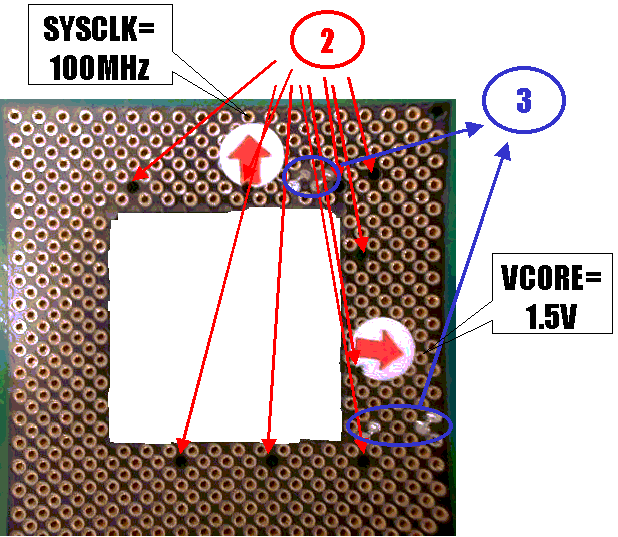 SYSCLK=
100MHz
2
3
VCORE=
1.5V